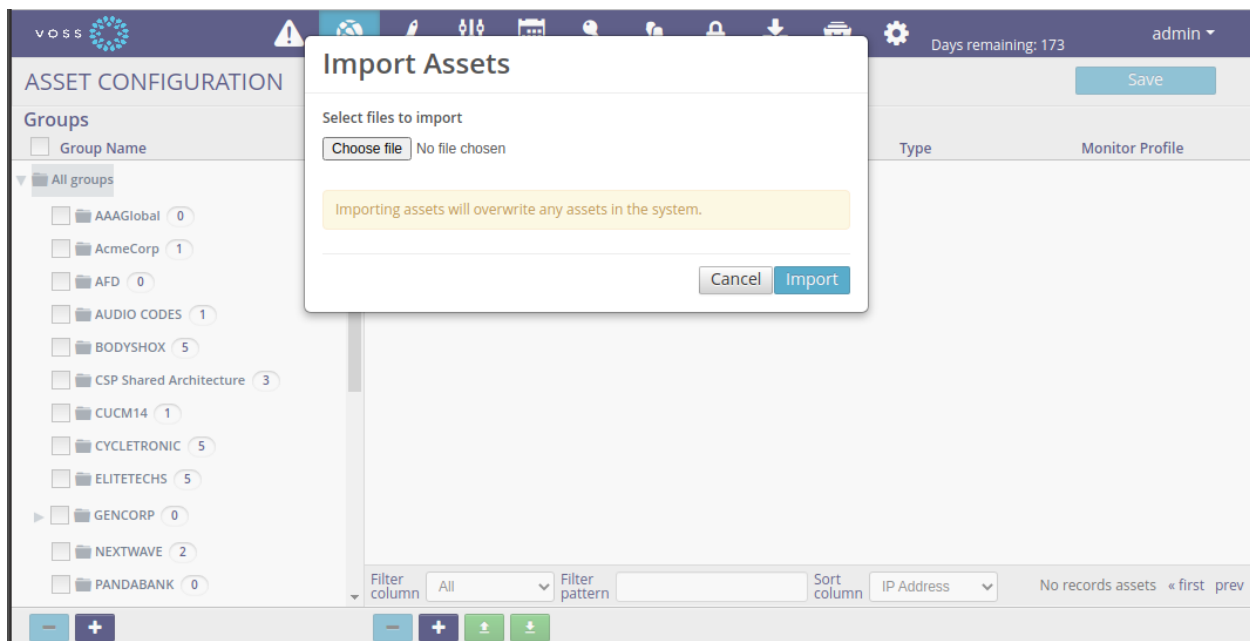 voss
Days remaining: 173
admin
ASSET CONFIGURATION
Save
Import Assets
Select files to import
Choose file No file chosen
Importing assets will overwrite any assets in the system.
Cancel Import
Groups
Group Name
Type
Monitor Profile
All groups
AAAGlobal 0
AcmeCorp 1
AFD 0
AUDIO CODES 1
BODYSHOX 5
CSP Shared Architecture 3
CUCM14 1
CYCLETRONIC 5
ELITETECHS 5
GENCORP 0
NEXTWAVE 2
PANDABANK 0
Filter column All
Filter pattern
Sort column IP Address
No records assets « first prev